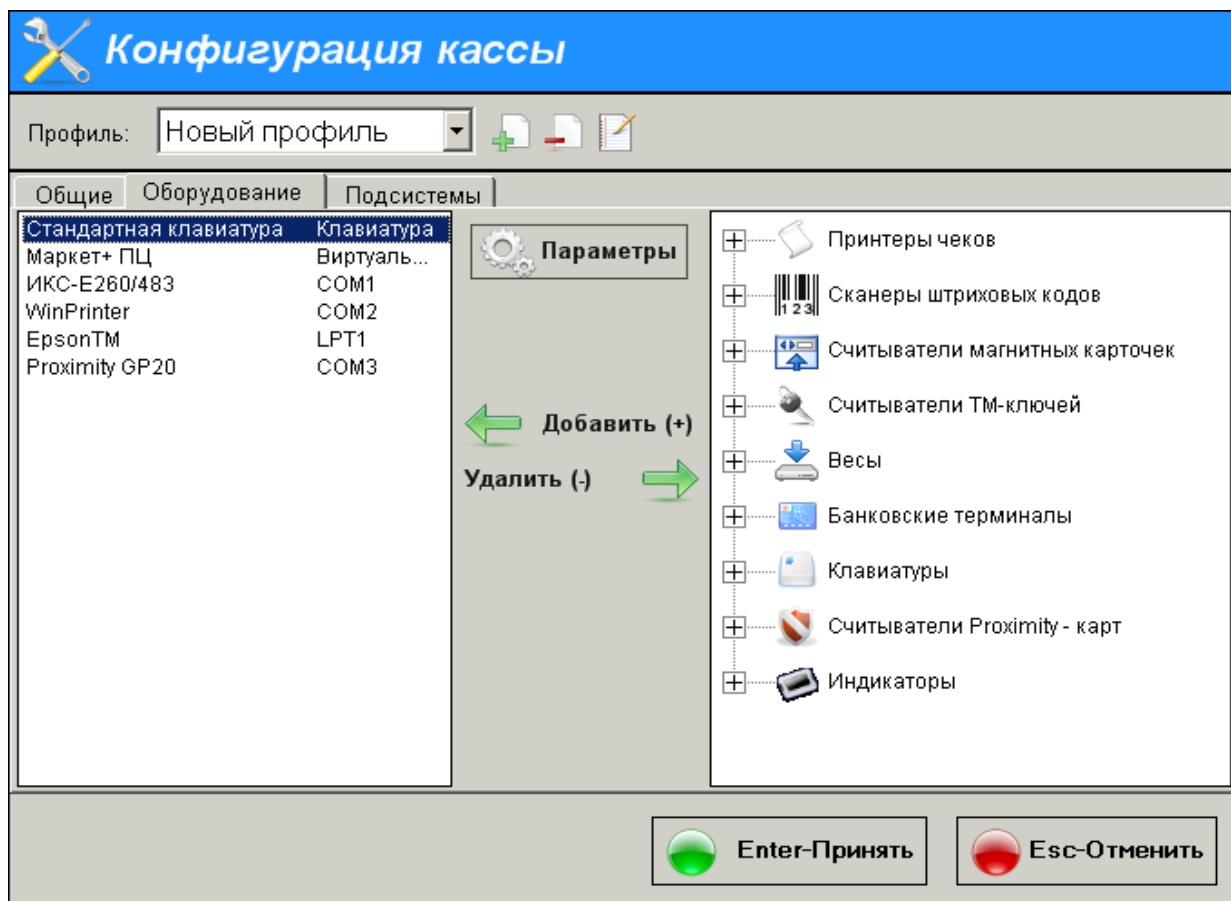 Конфигурация кассы
Профиль: Новый профиль
Общие Оборудование Подсистемы
Стандартная клавиатура Клавиатура
Маркет+ ПЦ Виртуаль...
ИКС-E260/483 COM1
WinPrinter COM2
EpsonTM LPT1
Proximity GP20 COM3
Параметры
Добавить (+)
Удалить (-)
Принтеры чеков
123
Сканеры штриховых кодов
Считыватели магнитных карточек
Считыватели ТМ-ключей
Весы
Банковские терминалы
Клавиатуры
Считыватели Proximity - карт
Индикаторы
Enter-Принять Esc-Отменить